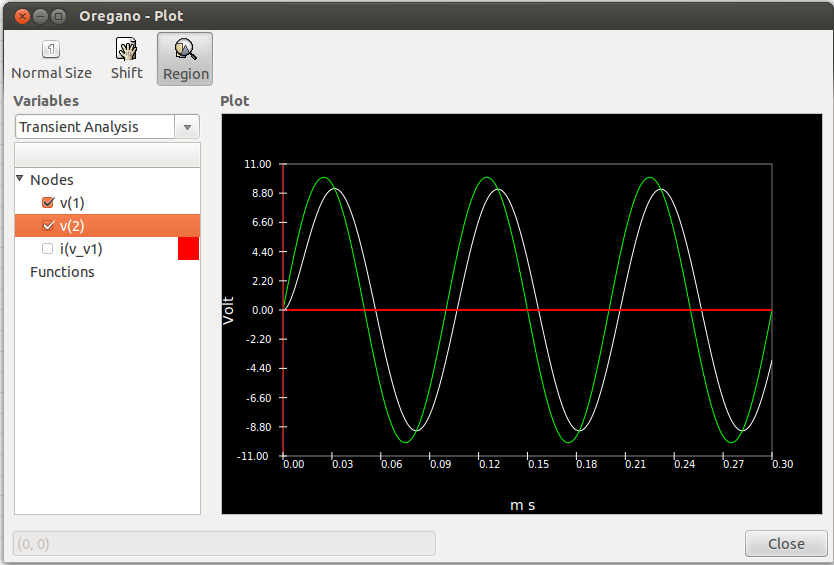 Oregano - Plot
1
Normal Size
Shift
Region
Variables
Plot
Transient Analysis
Nodes
v(1)
v(2)
i(v_v1)
Functions
11.00
8.80
6.60
4.40
2.20
0.00
-2.20
-4.40
-6.60
-8.80
-11.00
Volt
0.00 0.03 0.06 0.09 0.12 0.15 0.18 0.21 0.24 0.27 0.30
m s
(0, 0)
Close